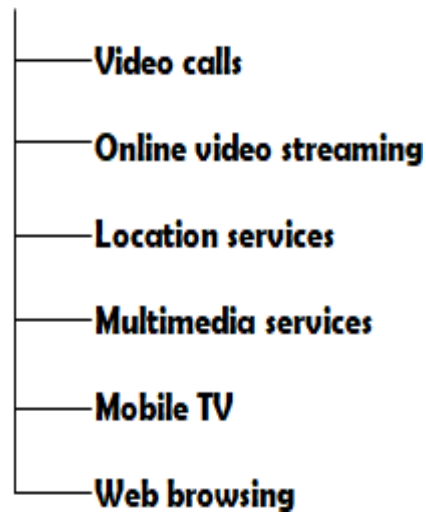 Video calls
Online video streaming
Location services
Multimedia services
Mobile TV
Web browsing